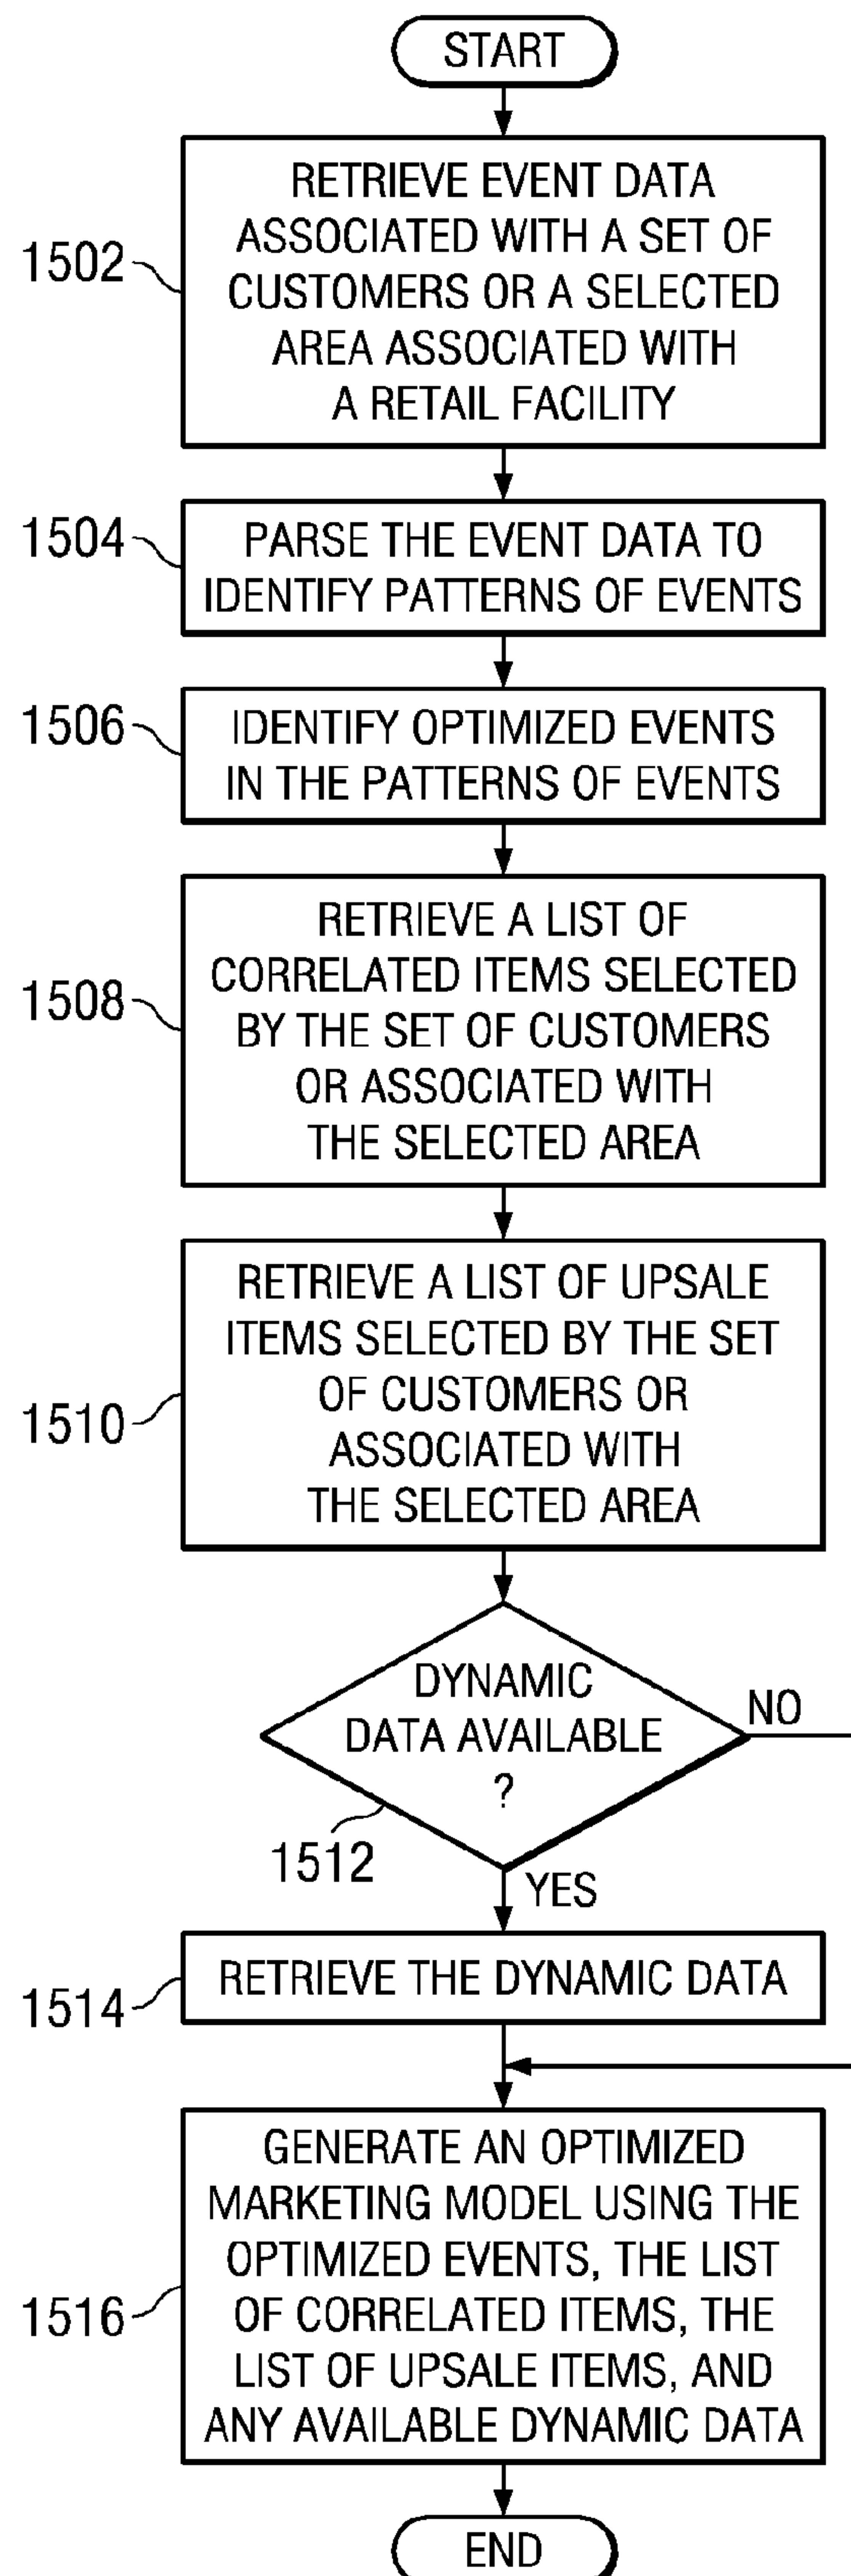 START
1502
RETRIEVE EVENT DATA
ASSOCIATED WITH A SET OF
CUSTOMERS OR A SELECTED
AREA ASSOCIATED WITH
A RETAIL FACILITY
1504
PARSE THE EVENT DATA TO
IDENTIFY PATTERNS OF EVENTS
1506
IDENTIFY OPTIMIZED EVENTS
IN THE PATTERNS OF EVENTS
1508
RETRIEVE A LIST OF
CORRELATED ITEMS SELECTED
BY THE SET OF CUSTOMERS
OR ASSOCIATED WITH
THE SELECTED AREA
1510
RETRIEVE A LIST OF UPSALE
ITEMS SELECTED BY THE SET
OF CUSTOMERS OR
ASSOCIATED WITH
THE SELECTED AREA
DYNAMIC
DATA AVAILABLE
?
NO
1512
YES
1514
RETRIEVE THE DYNAMIC DATA
1516
GENERATE AN OPTIMIZED
MARKETING MODEL USING THE
OPTIMIZED EVENTS, THE LIST
OF CORRELATED ITEMS, THE
LIST OF UPSALE ITEMS, AND
ANY AVAILABLE DYNAMIC DATA
END